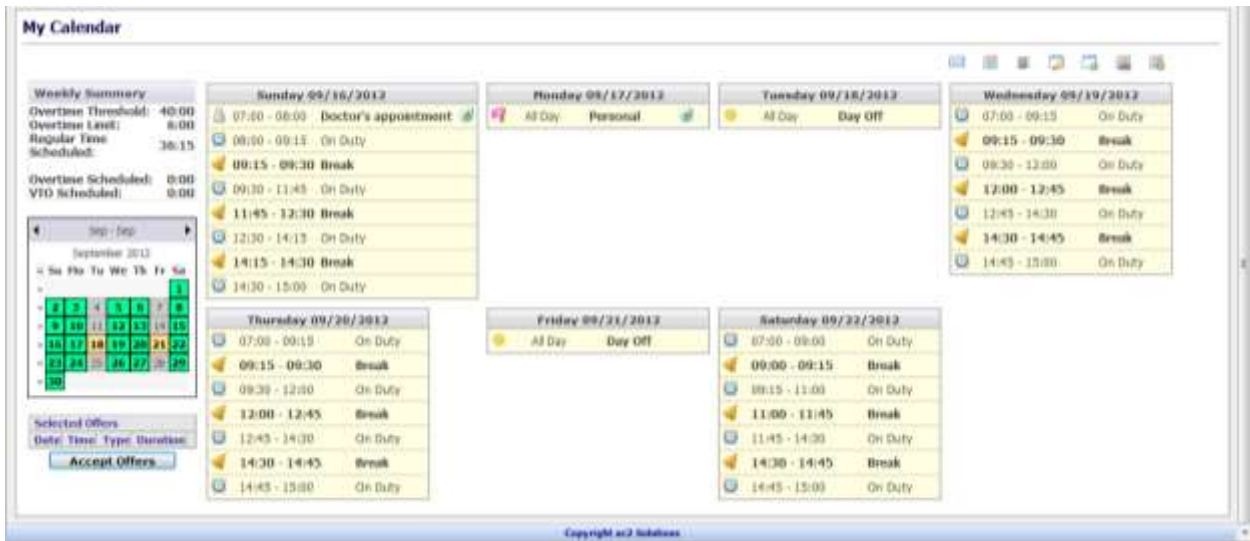 My Calendar
Weekly Summary
Overtime Threshold: 40:00
Overtime Limit: 6:00
Regular Time Scheduled: 36:15
Overtime Scheduled: 0:00
VTO Scheduled: 0:00
Sep - Sep
September 2012
< Su Mo Tu We Th Fr Sa
1
2 3 4 5 6 7 8
9 10 11 12 13 14 15
16 17 18 19 20 21 22
23 24 25 26 27 28 29
30
Selected Offers
Date Time Type Duration
Accept Offers
Sunday 09/16/2012
07:00 - 08:00 Doctor's appointment
08:00 - 09:15 On Duty
09:15 - 09:30 Break
09:30 - 11:45 On Duty
11:45 - 12:30 Break
12:30 - 14:15 On Duty
14:15 - 14:30 Break
14:30 - 15:00 On Duty
Monday 09/17/2012
All Day Personal
Tuesday 09/18/2012
All Day Day Off
Wednesday 09/19/2012
07:00 - 09:15 On Duty
09:15 - 09:30 Break
09:30 - 12:00 On Duty
12:00 - 12:45 Break
12:45 - 14:30 On Duty
14:30 - 14:45 Break
14:45 - 15:00 On Duty
Thursday 09/20/2012
07:00 - 09:15 On Duty
09:15 - 09:30 Break
09:30 - 12:00 On Duty
12:00 - 12:45 Break
12:45 - 14:30 On Duty
14:30 - 14:45 Break
14:45 - 15:00 On Duty
Friday 09/21/2012
All Day Day Off
Saturday 09/22/2012
07:00 - 09:00 On Duty
09:00 - 09:15 Break
09:15 - 11:00 On Duty
11:00 - 11:45 Break
11:45 - 14:30 On Duty
14:30 - 14:45 Break
14:45 - 15:00 On Duty
Copyright ac2 Solutions